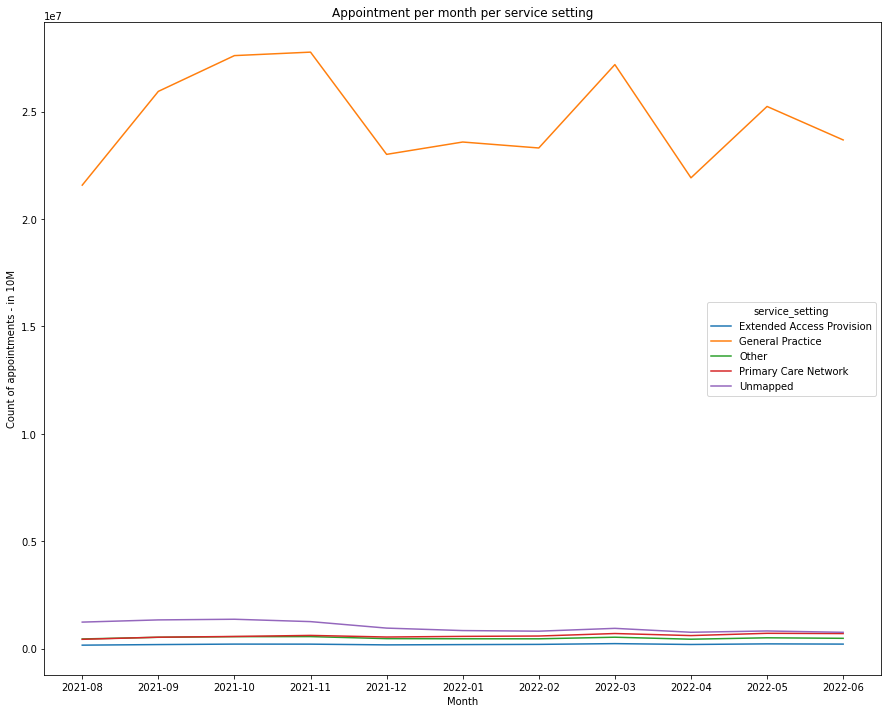 Appointment per month per service setting
1e7
2.5
2.0
1.5
1.0
0.5
0.0
Count of appointments - in 10M
service_setting
Extended Access Provision
General Practice
Other
Primary Care Network
Unmapped
2021-08 2021-09 2021-10 2021-11 2021-12 2022-01 2022-02 2022-03 2022-04 2022-05 2022-06
Month